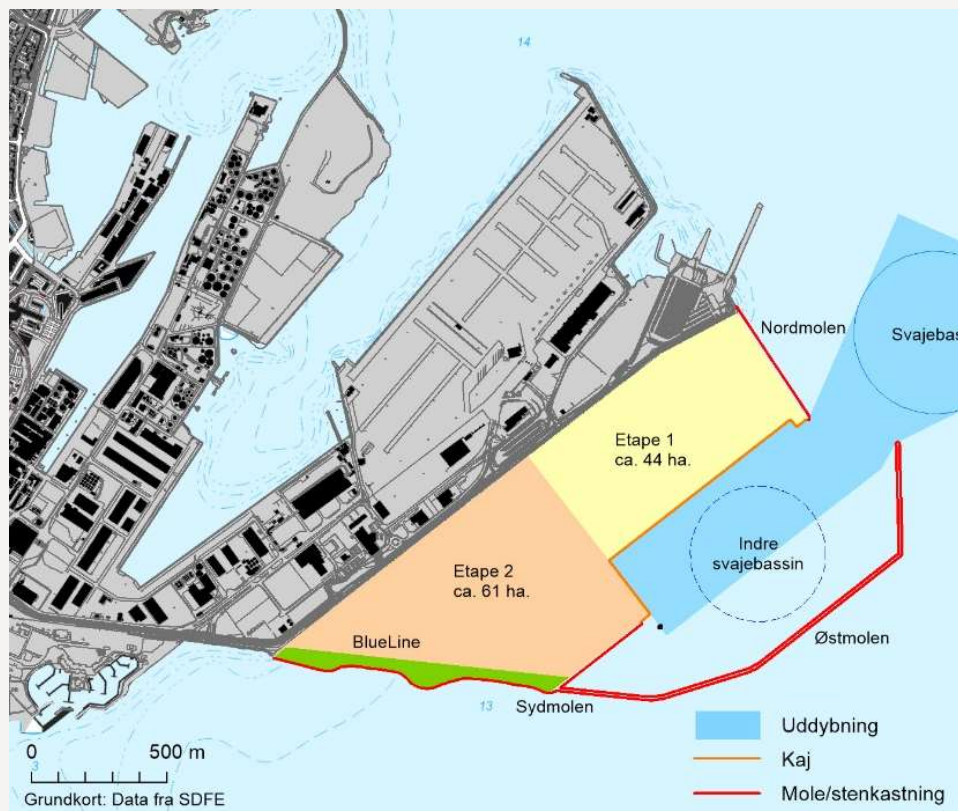 14
Nordmolen
Svajebas
Etape 1
ca. 44 ha.
Indre
svajebassin
Etape 2
ca. 61 ha.
Østmolen
BlueLine
Sydmolen
13
Uddybning
0 500 m
Kaj
3
Grundkort: Data fra SDFE
Mole/stenkastning